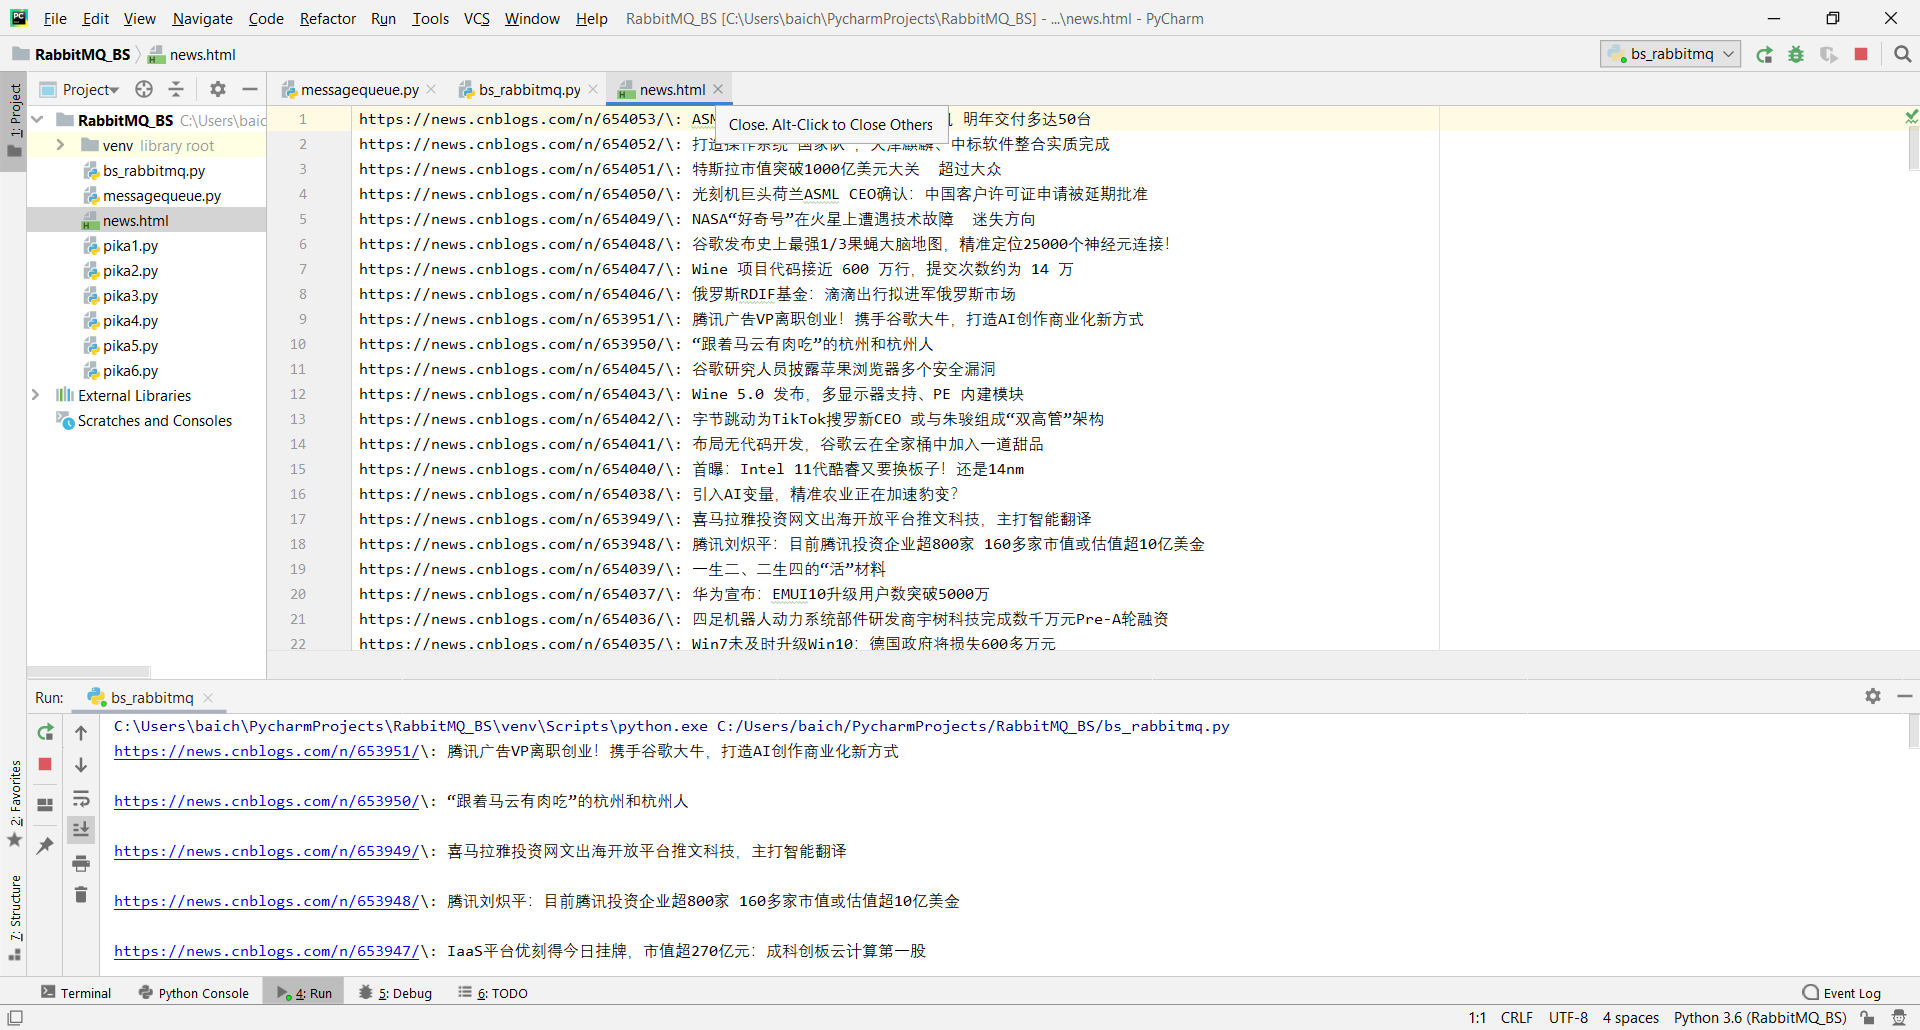 File Edit View Navigate Code Refactor Run Tools VCS Window Help RabbitMQ_BS [C:\Users\baich\PycharmProjects\RabbitMQ_BS] - ...\news.html - PyCharm
RabbitMQ_BS news.html bs_rabbitmq
1: Project
Project
messagequeue.py bs_rabbitmq.py news.html
Close. Alt-Click to Close Others
RabbitMQ_BS C:\Users\baic
venv library root
bs_rabbitmq.py
messagequeue.py
news.html
pika1.py
pika2.py
pika3.py
pika4.py
pika5.py
pika6.py
External Libraries
Scratches and Consoles
1 https://news.cnblogs.com/n/654053/\: 明年交付多达50台
2 https://news.cnblogs.com/n/654052/\: 打造操作系统“国家队”，天津麒麟、中标软件整合实质完成
3 https://news.cnblogs.com/n/654051/\: 特斯拉市值突破1000亿美元大关 超过大众
4 https://news.cnblogs.com/n/654050/\: 光刻机巨头荷兰ASML CEO确认：中国客户许可证申请被延期批准
5 https://news.cnblogs.com/n/654049/\: NASA“好奇号”在火星上遭遇技术故障 迷失方向
6 https://news.cnblogs.com/n/654048/\: 谷歌发布史上最强1/3果蝇大脑地图，精准定位25000个神经元连接！
7 https://news.cnblogs.com/n/654047/\: Wine 项目代码接近 600 万行，提交次数约为 14 万
8 https://news.cnblogs.com/n/654046/\: 俄罗斯RDIF基金：滴滴出行拟进军俄罗斯市场
9 https://news.cnblogs.com/n/653951/\: 腾讯广告VP离职创业！携手谷歌大牛，打造AI创作商业化新方式
10 https://news.cnblogs.com/n/653950/\: “跟着马云有肉吃”的杭州和杭州人
11 https://news.cnblogs.com/n/654045/\: 谷歌研究人员披露苹果浏览器多个安全漏洞
12 https://news.cnblogs.com/n/654043/\: Wine 5.0 发布，多显示器支持、PE 内建模块
13 https://news.cnblogs.com/n/654042/\: 字节跳动为TikTok搜罗新CEO 或与朱骏组成“双高管”架构
14 https://news.cnblogs.com/n/654041/\: 布局无代码开发，谷歌云在全家桶中加入一道甜品
15 https://news.cnblogs.com/n/654040/\: 首曝：Intel 11代酷睿又要换板子！还是14nm
16 https://news.cnblogs.com/n/654038/\: 引入AI变量，精准农业正在加速豹变？
17 https://news.cnblogs.com/n/653949/\: 喜马拉雅投资网文出海开放平台推文科技，主打智能翻译
18 https://news.cnblogs.com/n/653948/\: 腾讯刘炽平：目前腾讯投资企业超800家 160多家市值或估值超10亿美金
19 https://news.cnblogs.com/n/654039/\: 一生二、二生四的“活”材料
20 https://news.cnblogs.com/n/654037/\: 华为宣布：EMUI10升级用户数突破5000万
21 https://news.cnblogs.com/n/654036/\: 四足机器人动力系统部件研发商宇树科技完成数千万元Pre-A轮融资
22 https://news.cnblogs.com/n/654035/\: Win7未及时升级Win10：德国政府将损失600多万元
Run: bs_rabbitmq
C:\Users\baich\PycharmProjects\RabbitMQ_BS\venv\Scripts\python.exe C:/Users/baich/PycharmProjects/RabbitMQ_BS/bs_rabbitmq.py
https://news.cnblogs.com/n/653951/\: 腾讯广告VP离职创业！携手谷歌大牛，打造AI创作商业化新方式
https://news.cnblogs.com/n/653950/\: “跟着马云有肉吃”的杭州和杭州人
https://news.cnblogs.com/n/653949/\: 喜马拉雅投资网文出海开放平台推文科技，主打智能翻译
https://news.cnblogs.com/n/653948/\: 腾讯刘炽平：目前腾讯投资企业超800家 160多家市值或估值超10亿美金
https://news.cnblogs.com/n/653947/\: IaaS平台优刻得今日挂牌，市值超270亿元：成科创板云计算第一股
2: Favorites
7: Structure
Terminal Python Console 4: Run 5: Debug 6: TODO Event Log
1:1 CRLF UTF-8 4 spaces Python 3.6 (RabbitMQ_BS)